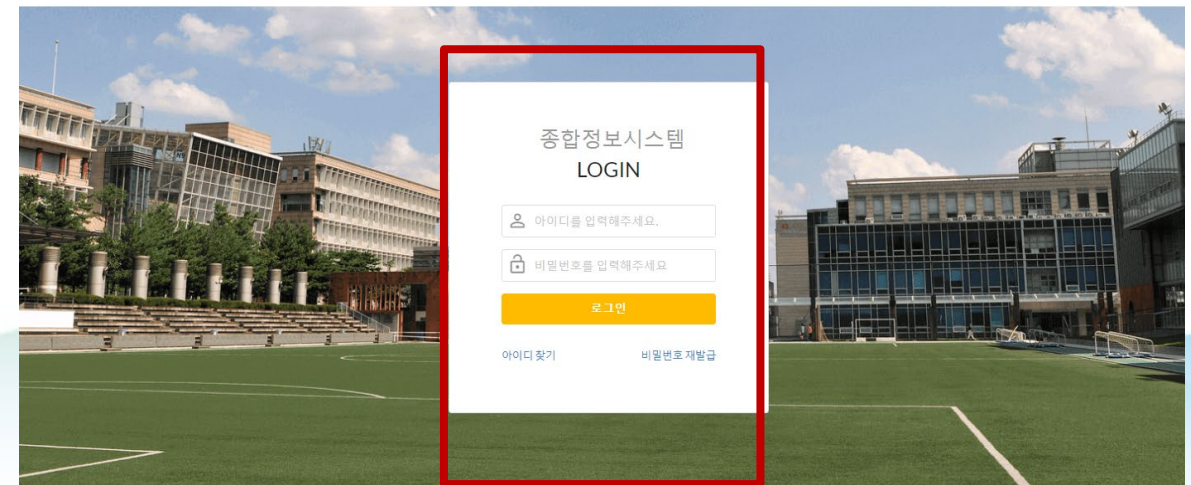 종합정보시스템
LOGIN
아이디를 입력해주세요.
비밀번호를 입력해주세요
로그인
아이디 찾기
비밀번호 재발급